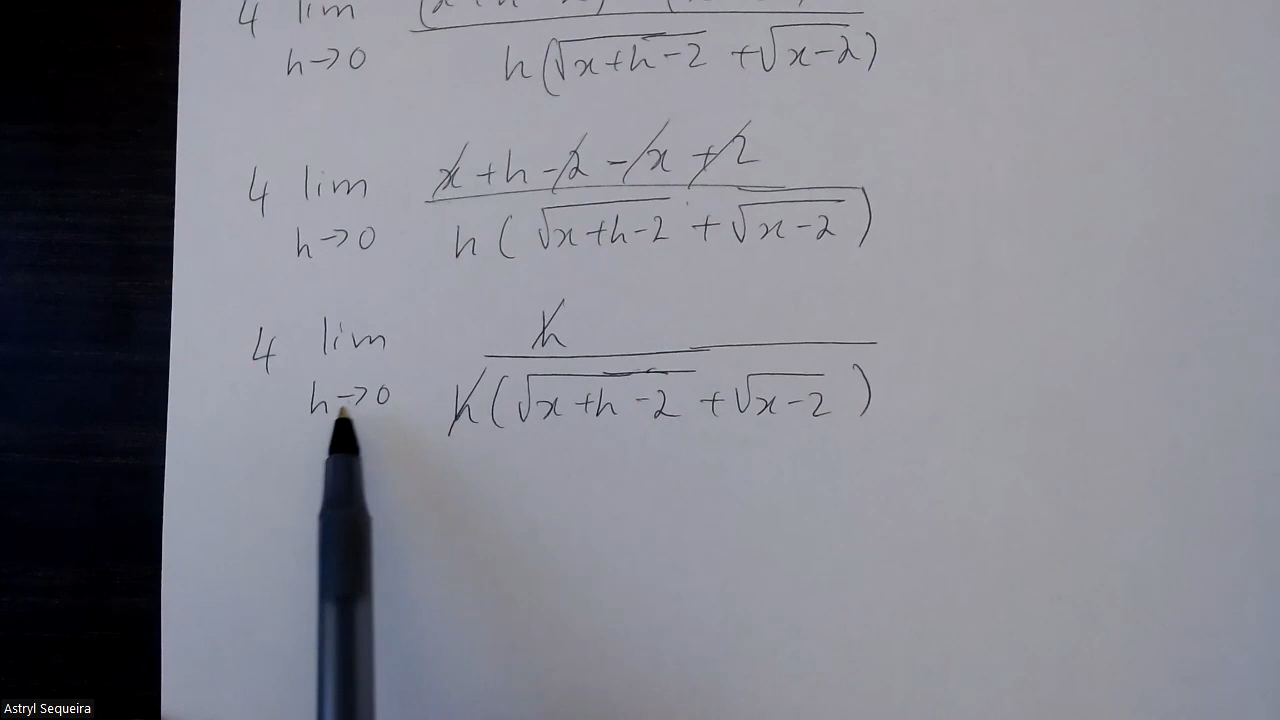 4 lim
h→0 h(√x+h-2 +√x-2)
4 lim x+h-2-x+2
h→0 h(√x+h-2 +√x-2)
4 lim h
h→0 h(√x+h-2 +√x-2)
Astryl Sequeira